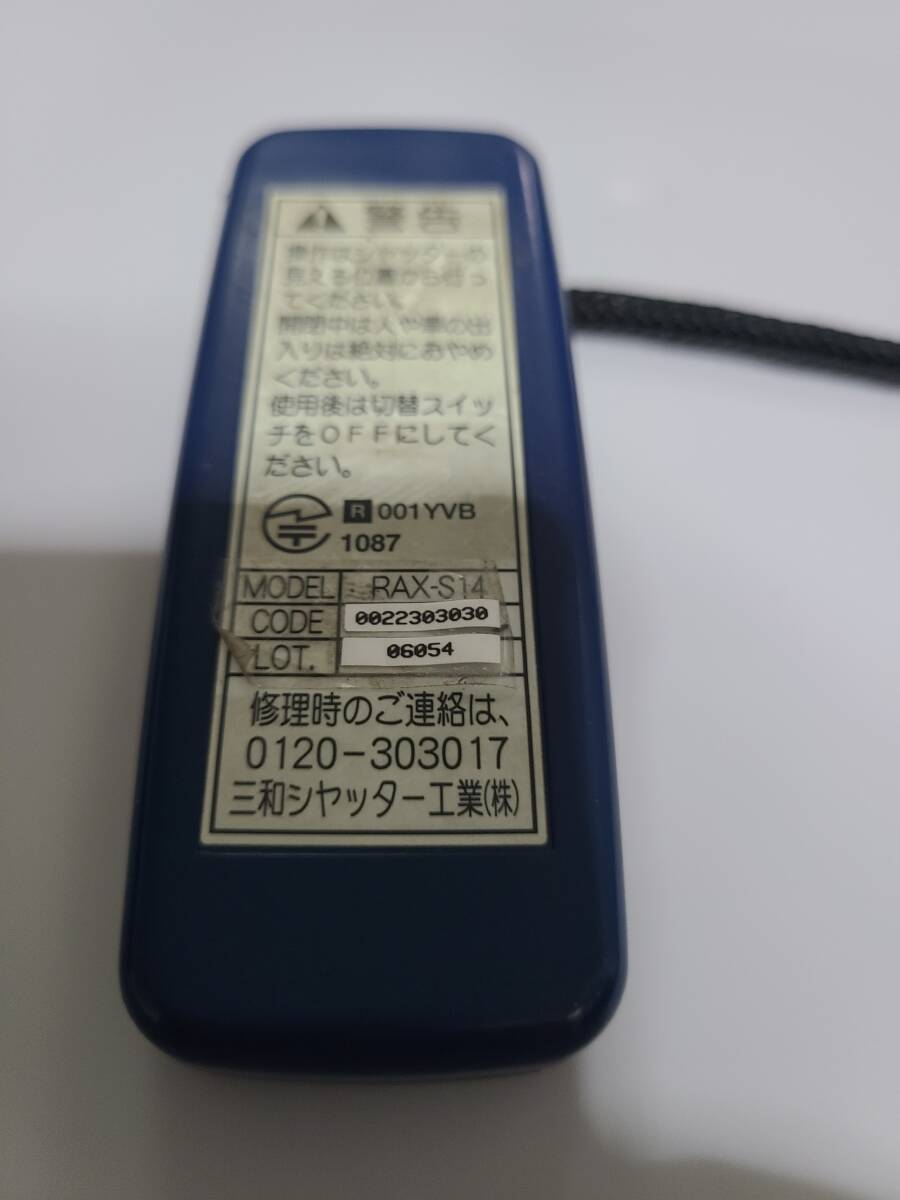 警告
操作はシャッターの
見える位置から行っ
てください。
開閉中は人や車の出
入りは絶対におやめ
ください。
使用後は切替スイッ
チをOFFにしてく
ださい。
R 001YVB
1087
MODEL RAX-S14
CODE 0022303030
LOT. 06054
修理時のご連絡は、
0120-303017
三和シヤッター工業(株)